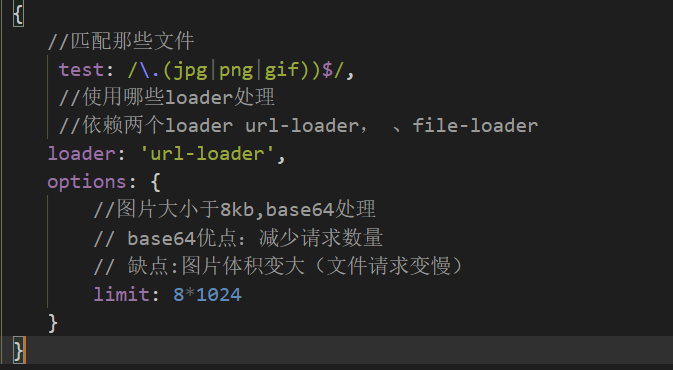 {
//匹配那些文件
test: /\.(jpg|png|gif))$/,
//使用哪些loader处理
//依赖两个loader url-loader， 、file-loader
loader: 'url-loader',
options: {
//图片大小于8kb,base64处理
// base64优点：减少请求数量
// 缺点:图片体积变大（文件请求变慢）
limit: 8*1024
}
}